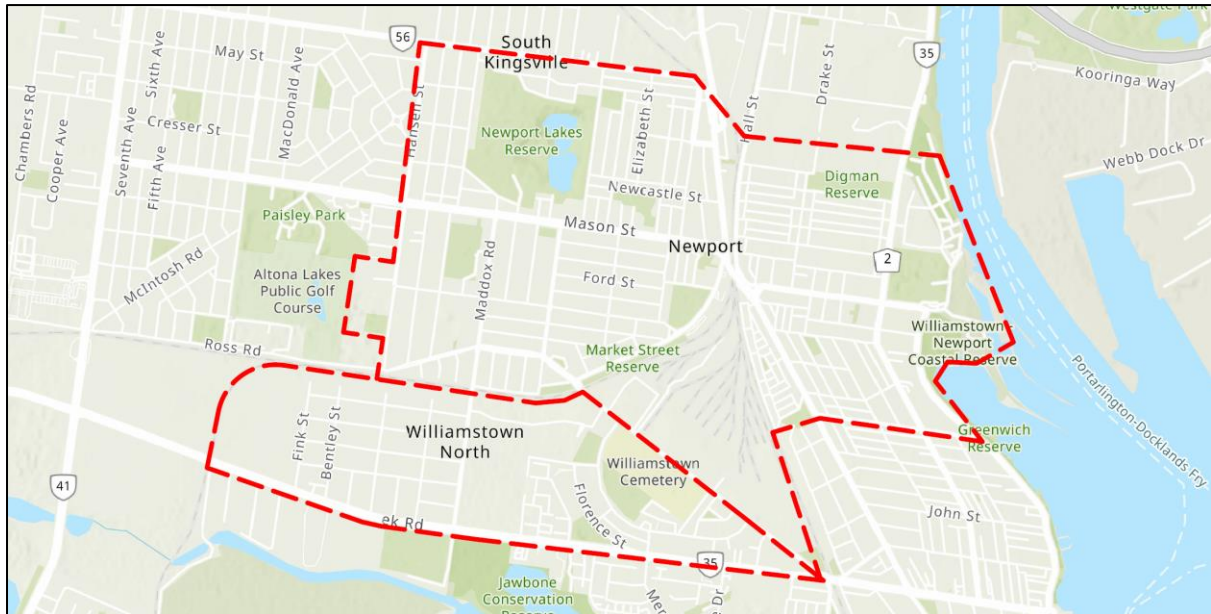 Westgate Park
56
South
Kingsville
May St
35
Kooringa Way
Chambers Rd
Cooper Ave
Seventh Ave
Sixth Ave
Fifth Ave
MacDonald Ave
Cresser St
Hansen St
Newport Lakes
Reserve
Elizabeth St
Hall St
Drake St
Webb Dock Dr
Digman
Reserve
Newcastle St
Paisley Park
Mason St
Newport
2
McIntosh Rd
Altona Lakes
Public Golf
Course
Maddox Rd
Ford St
Ross Rd
Market Street
Reserve
Williamstown -
Newport
Coastal Reserve
Portarlington-Docklands Fry
Fink St
Bentley St
Williamstown
North
Greenwich
Reserve
Williamstown
Cemetery
41
Florence St
John St
ek Rd
35
Jawbone
Conservation
Reserve